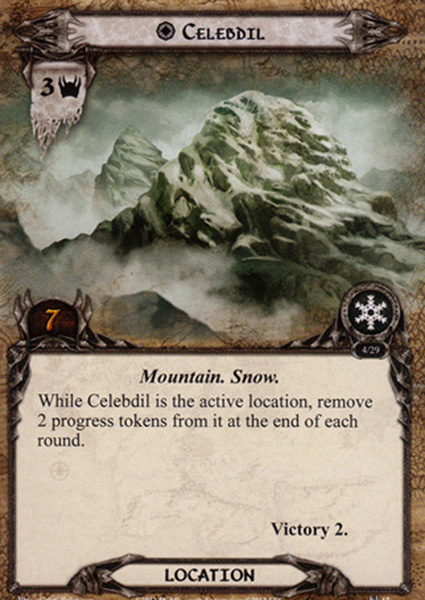 Celebdil
3
7
4/29
Mountain. Snow.
While Celebdil is the active location, remove
2 progress tokens from it at the end of each
round.
Victory 2.
LOCATION